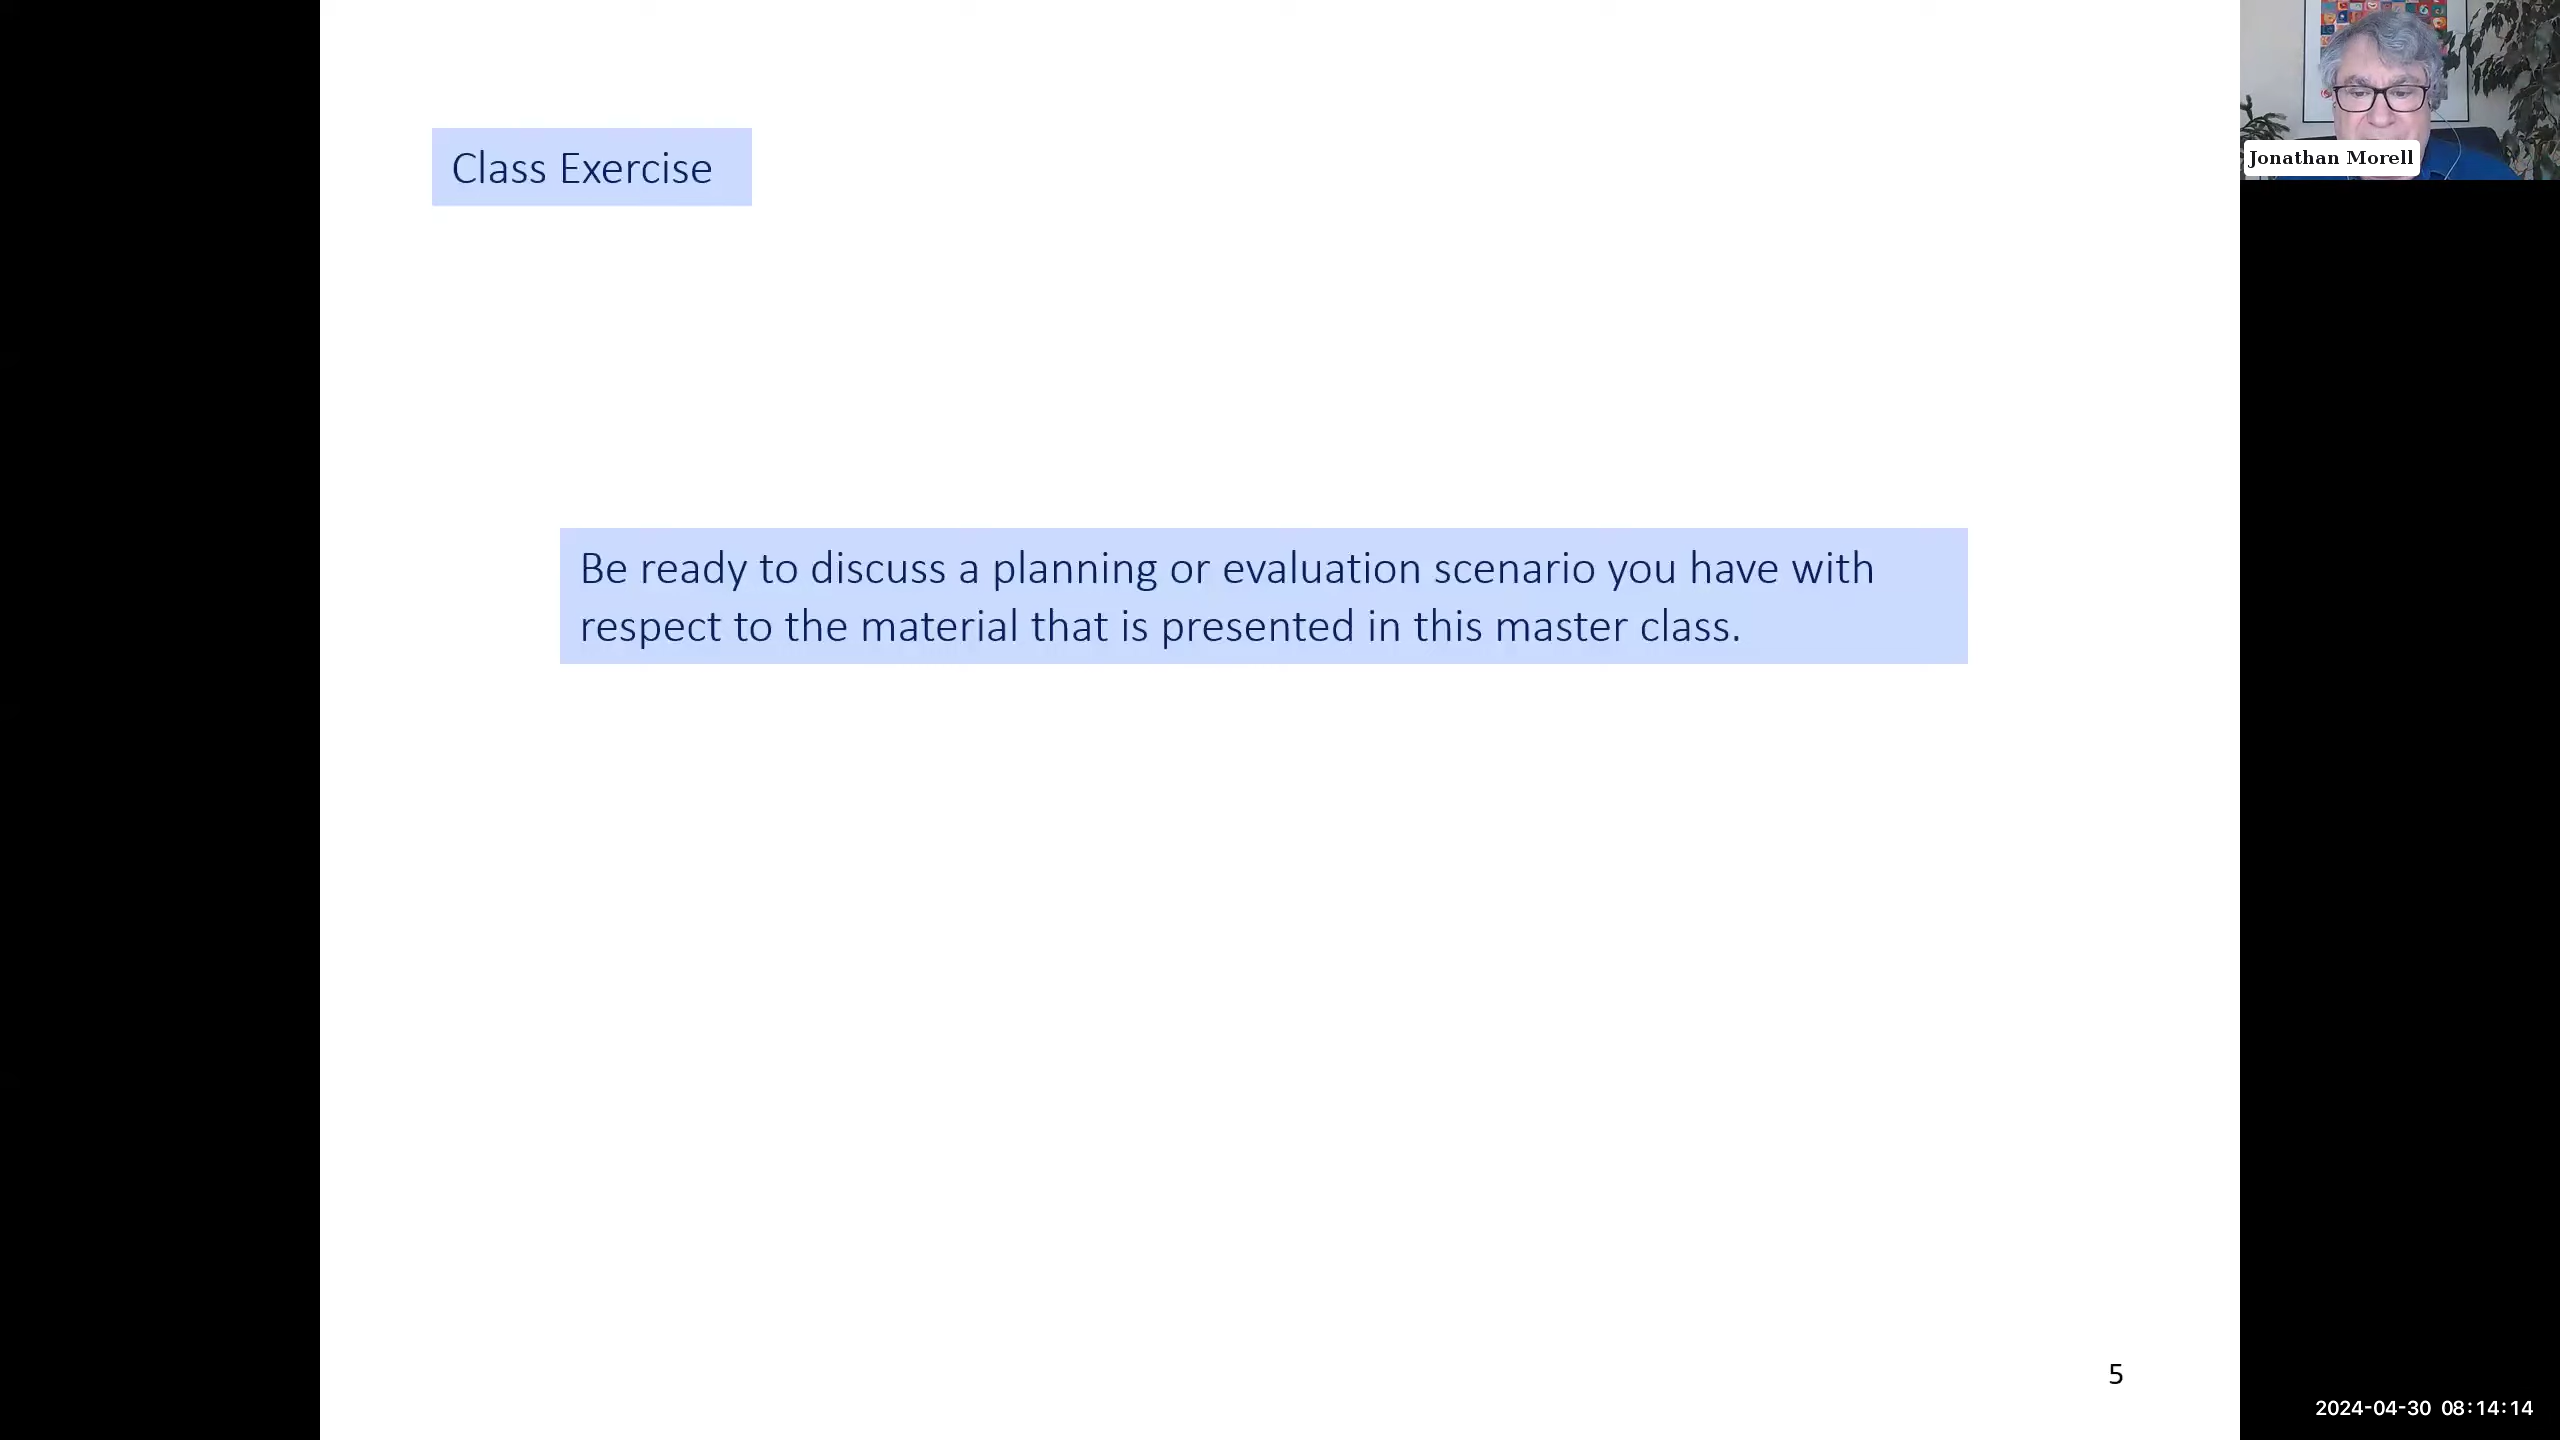 Class Exercise
Jonathan Morell
Be ready to discuss a planning or evaluation scenario you have with
respect to the material that is presented in this master class.
5
2024-04-30 08:14:14